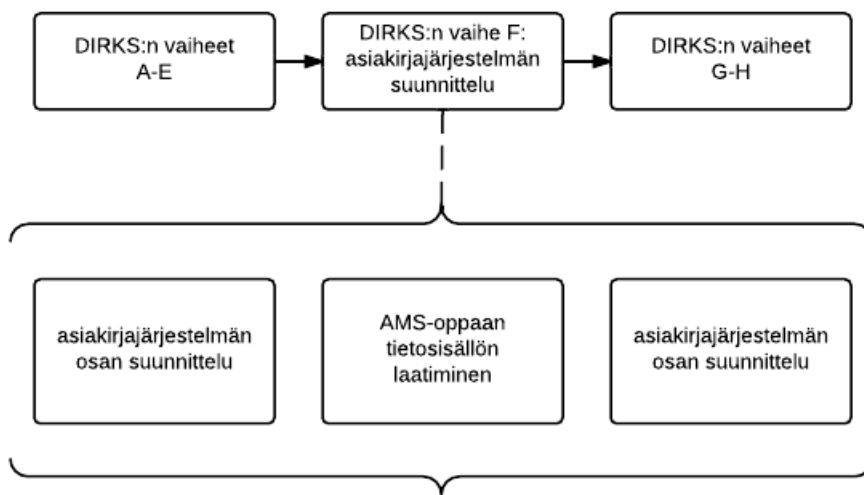 DIRKS:n vaiheet
A-E
DIRKS:n vaihe F:
asiakirjajärjestelmän
suunnittelu
DIRKS:n vaiheet
G-H
asiakirjajärjestelmän
osan suunnittelu
AMS-oppaan
tietosisällön
laatiminen
asiakirjajärjestelmän
osan suunnittelu